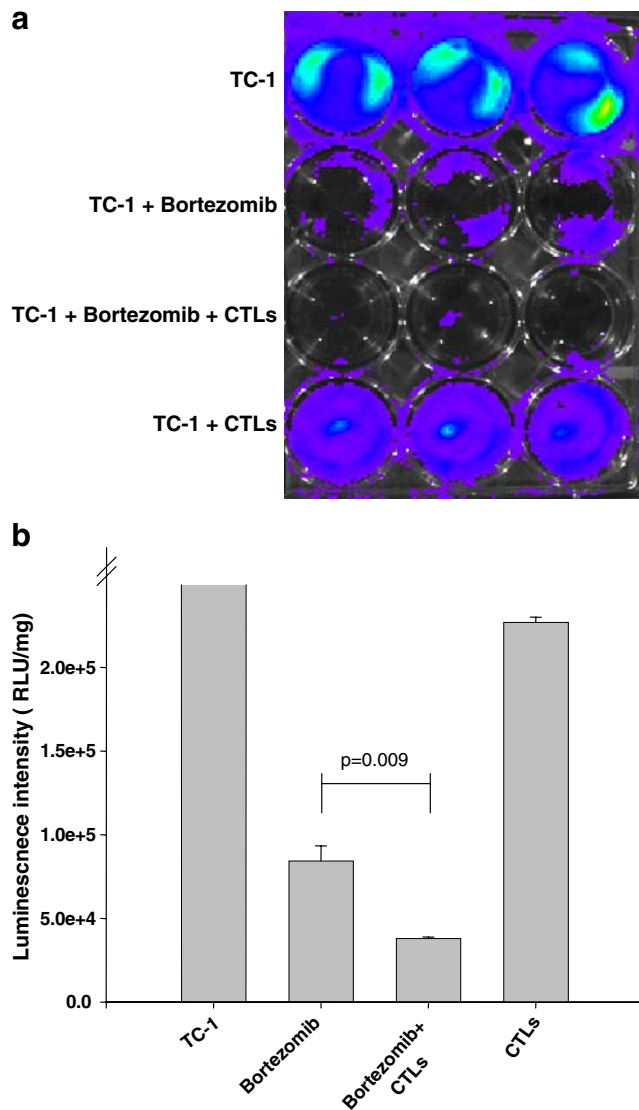 a
TC-1
TC-1 + Bortezomib
TC-1 + Bortezomib + CTLs
TC-1 + CTLs
b
Luminescnece intensity ( RLU/mg)
2.0e+5
1.5e+5
1.0e+5
5.0e+4
0.0
p=0.009
TC-1
Bortezomib
Bortezomib+
CTLs
CTLs